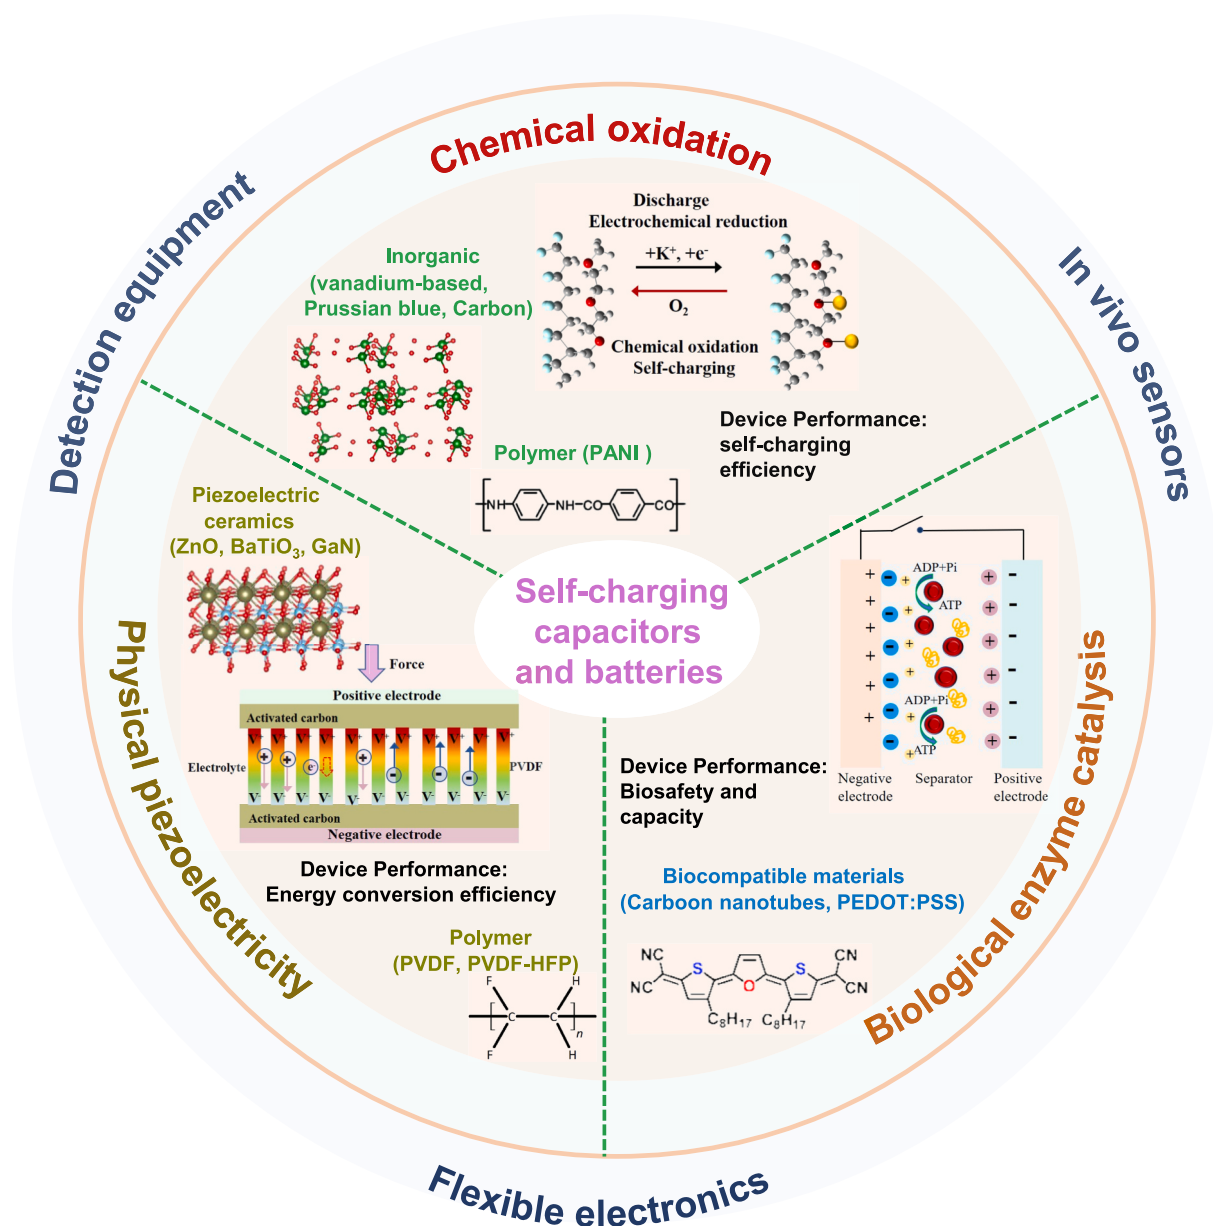 Chemical oxidation
Detection equipment
In vivo sensors
Discharge
Electrochemical reduction
+K⁺, +e⁻
O₂
Chemical oxidation
Self-charging
Inorganic
(vanadium-based,
Prussian blue, Carbon)
Device Performance:
self-charging
efficiency
Polymer (PANI )
NH NH CO CO
Piezoelectric
ceramics
(ZnO, BaTiO₃, GaN)
Self-charging
capacitors
and batteries
Physical piezoelectricity
Force
Positive electrode
Activated carbon
V⁺ V⁺ V⁺ V⁺ V⁺ V⁺ V⁺ V⁺ V⁺ V⁺
+ + e⁻ + - - -
Electrolyte
PVDF
V⁻ V⁻ V⁻ V⁻ V⁻ V⁻ V⁻ V⁻ V⁻ V⁻
Activated carbon
Negative electrode
Device Performance:
Energy conversion efficiency
Polymer
(PVDF, PVDF-HFP)
F H
C C
n
F H
Biological enzyme catalysis
ADP+Pi
ATP
ADP+Pi
ATP
Negative
electrode
Separator
Positive
electrode
Device Performance:
Biosafety and
capacity
Biocompatible materials
(Carboon nanotubes, PEDOT:PSS)
NC S S CN
NC O CN
C₈H₁₇ C₈H₁₇
Flexible electronics